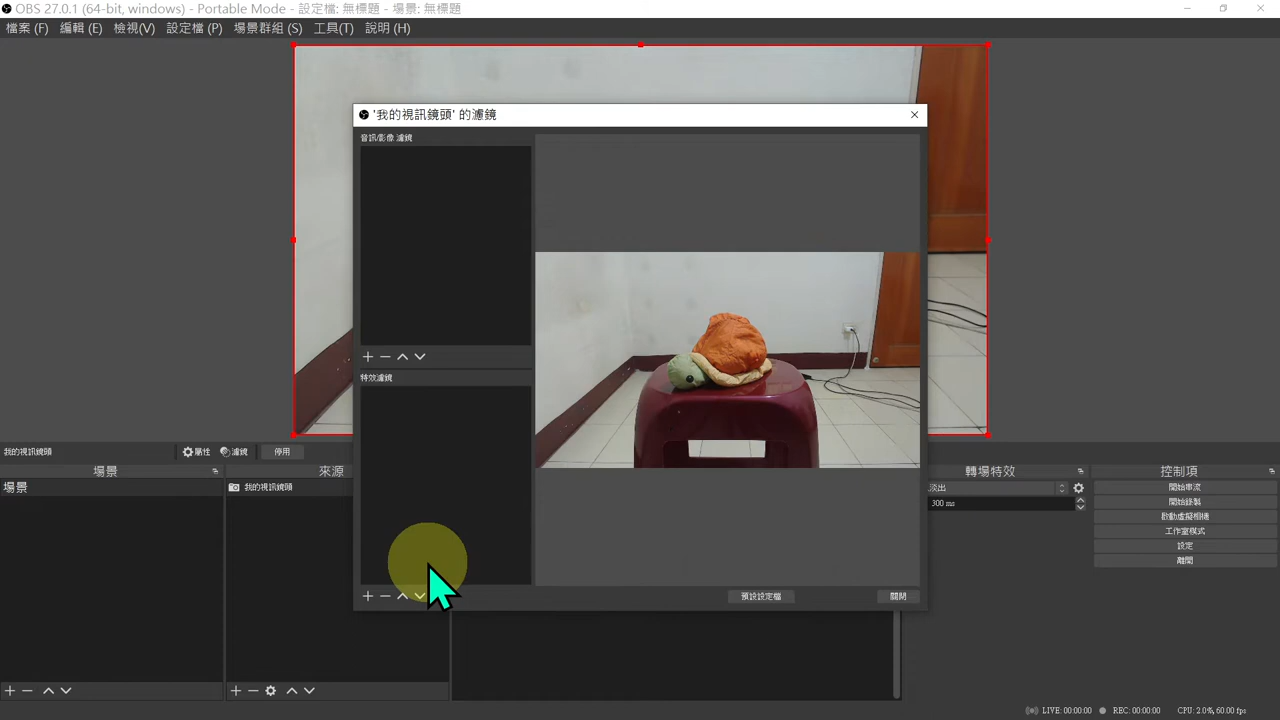 OBS 27.0.1 (64-bit, windows) - Portable Mode - 設定檔: 無標題 - 場景: 無標題
檔案 (F) 編輯 (E) 檢視(V) 設定檔 (P) 場景群組 (S) 工具(T) 說明 (H)
'我的視訊鏡頭' 的濾鏡
音訊/影像 濾鏡
特效濾鏡
預設設定檔 關閉
我的視訊鏡頭 屬性 濾鏡 停用
場景 來源 轉場特效 控制項
場景 我的視訊鏡頭 淡出 開始串流
300 ms 開始錄製
啟動虛擬相機
工作室模式
設定
離開
LIVE: 00:00:00 REC: 00:00:00 CPU: 2.0%, 60.00 fps